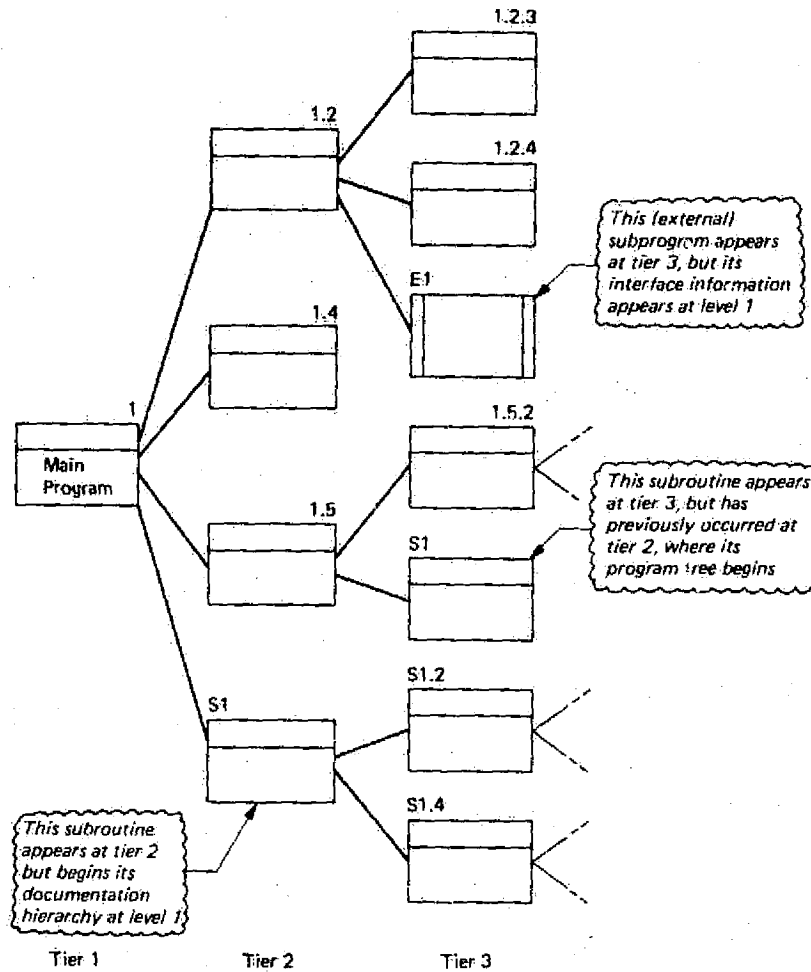 1.2.3
1.2
1.2.4
This (external)
subprogram appears
at tier 3, but its
interface information
appears at level 1
E1
1.4
1
1.5.2
Main
Program
This subroutine appears
at tier 3, but has
previously occurred at
tier 2, where its
program tree begins
1.5
S1
S1.2
S1
S1.4
This subroutine
appears at tier 2
but begins its
documentation
hierarchy at level 1
Tier 1
Tier 2
Tier 3